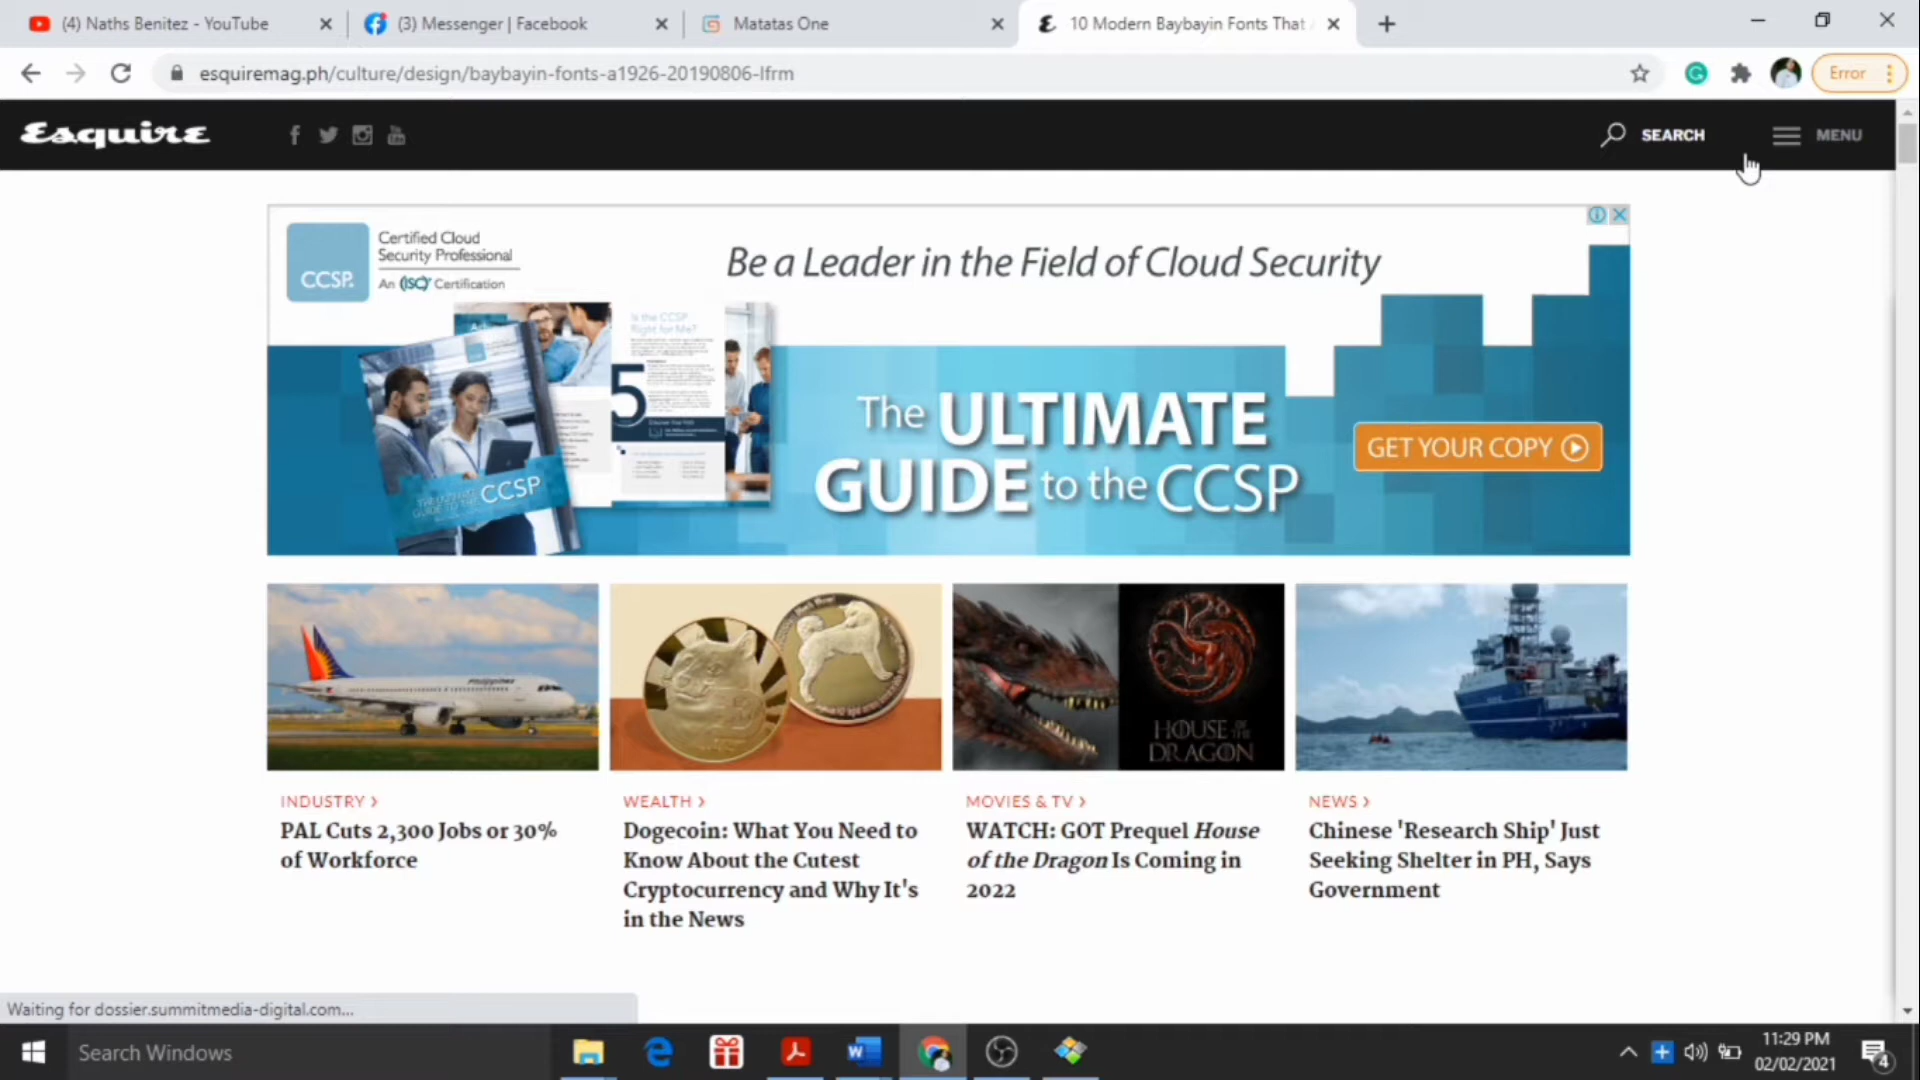 (4) Naths Benitez - YouTube
(3) Messenger | Facebook
Matatas One
10 Modern Baybayin Fonts That
esquiremag.ph/culture/design/baybayin-fonts-a1926-20190806-lfrm
Error
Esquire
SEARCH
MENU
CCSP.
Certified Cloud
Security Professional
An (ISC)² Certification
Be a Leader in the Field of Cloud Security
Is the CCSP
Right for Me?
5
THE ULTIMATE
GUIDE TO THE CCSP
The ULTIMATE
GUIDE to the CCSP
GET YOUR COPY
Philippines
HOUSE OF THE
DRAGON
INDUSTRY >
PAL Cuts 2,300 Jobs or 30%
of Workforce
WEALTH >
Dogecoin: What You Need to
Know About the Cutest
Cryptocurrency and Why It's
in the News
MOVIES & TV >
WATCH: GOT Prequel House
of the Dragon Is Coming in
2022
NEWS >
Chinese 'Research Ship' Just
Seeking Shelter in PH, Says
Government
Waiting for dossier.summitmedia-digital.com...
Search Windows
11:29 PM
02/02/2021
4